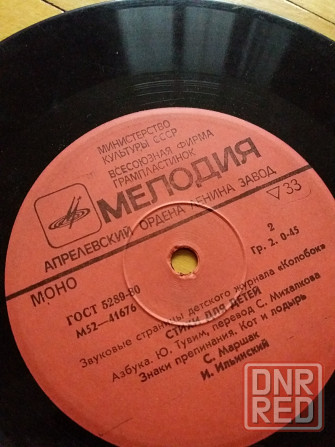 МИНИСТЕРСТВО
КУЛЬТУРЫ СССР
ВСЕСОЮЗНАЯ ФИРМА
ГРАМПЛАСТИНОК
МЕЛОДИЯ
АПРЕЛЕВСКИЙ ОРДЕНА ЛЕНИНА ЗАВОД
33
МОНО
2
ГОСТ 5289-80
Гр. 2. 0-45
М52-41676
Звуковые страницы детского журнала «Колобок»
СТИХИ ДЛЯ ДЕТЕЙ
Азбука. Ю. Тувим, перевод С. Михалкова
Знаки препинания. Кот и лодырь
С. Маршак
И. Ильинский
DNR
RED